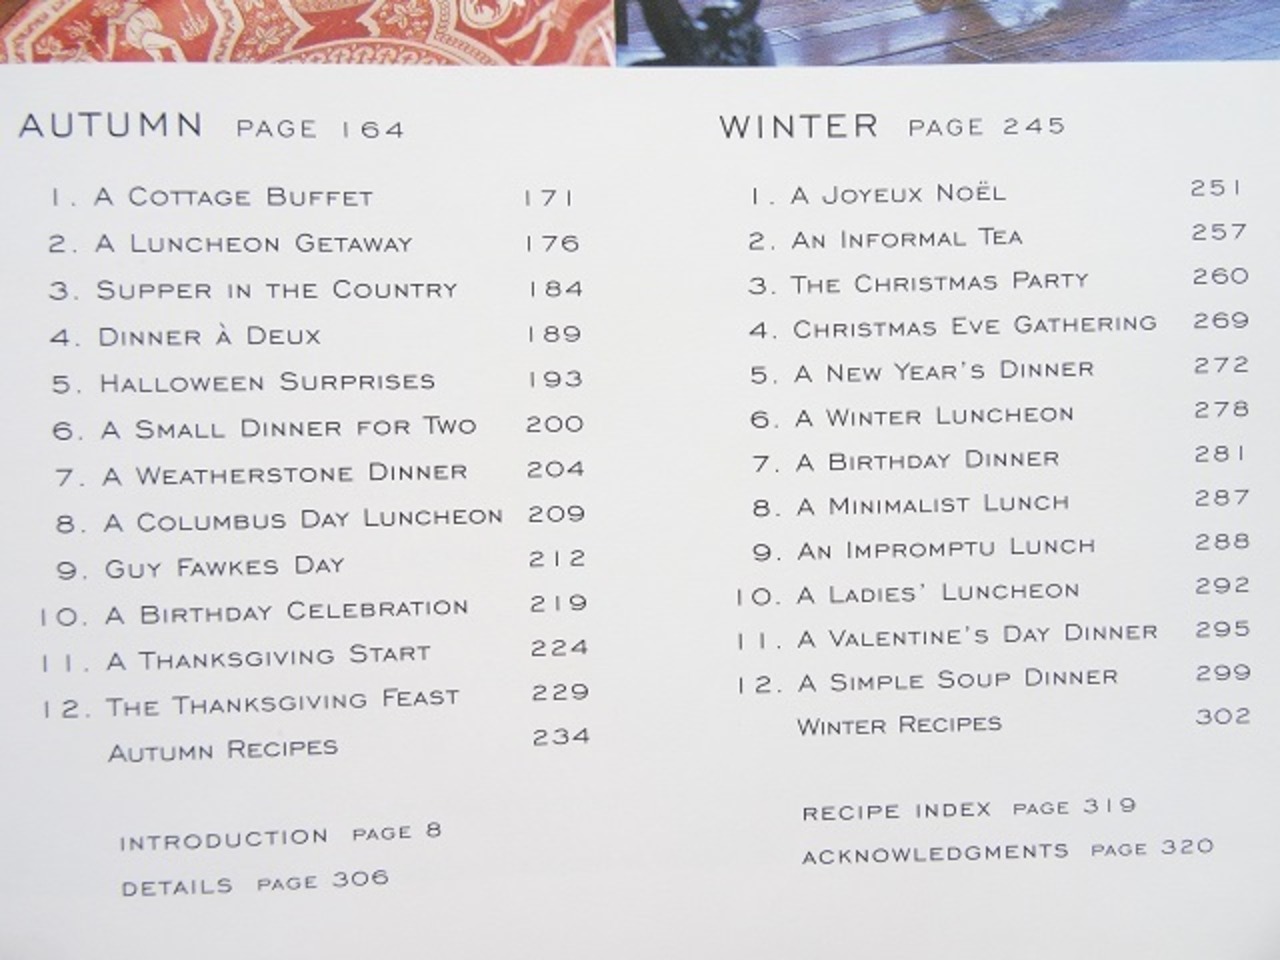 AUTUMN PAGE 164
1. A COTTAGE BUFFET 171
2. A LUNCHEON GETAWAY 176
3. SUPPER IN THE COUNTRY 184
4. DINNER À DEUX 189
5. HALLOWEEN SURPRISES 193
6. A SMALL DINNER FOR TWO 200
7. A WEATHERSTONE DINNER 204
8. A COLUMBUS DAY LUNCHEON 209
9. GUY FAWKES DAY 212
10. A BIRTHDAY CELEBRATION 219
11. A THANKSGIVING START 224
12. THE THANKSGIVING FEAST 229
AUTUMN RECIPES 234
INTRODUCTION PAGE 8
DETAILS PAGE 306
WINTER PAGE 245
1. A JOYEUX NOËL 251
2. AN INFORMAL TEA 257
3. THE CHRISTMAS PARTY 260
4. CHRISTMAS EVE GATHERING 269
5. A NEW YEAR'S DINNER 272
6. A WINTER LUNCHEON 278
7. A BIRTHDAY DINNER 281
8. A MINIMALIST LUNCH 287
9. AN IMPROMPTU LUNCH 288
10. A LADIES' LUNCHEON 292
11. A VALENTINE'S DAY DINNER 295
12. A SIMPLE SOUP DINNER 299
WINTER RECIPES 302
RECIPE INDEX PAGE 319
ACKNOWLEDGMENTS PAGE 320